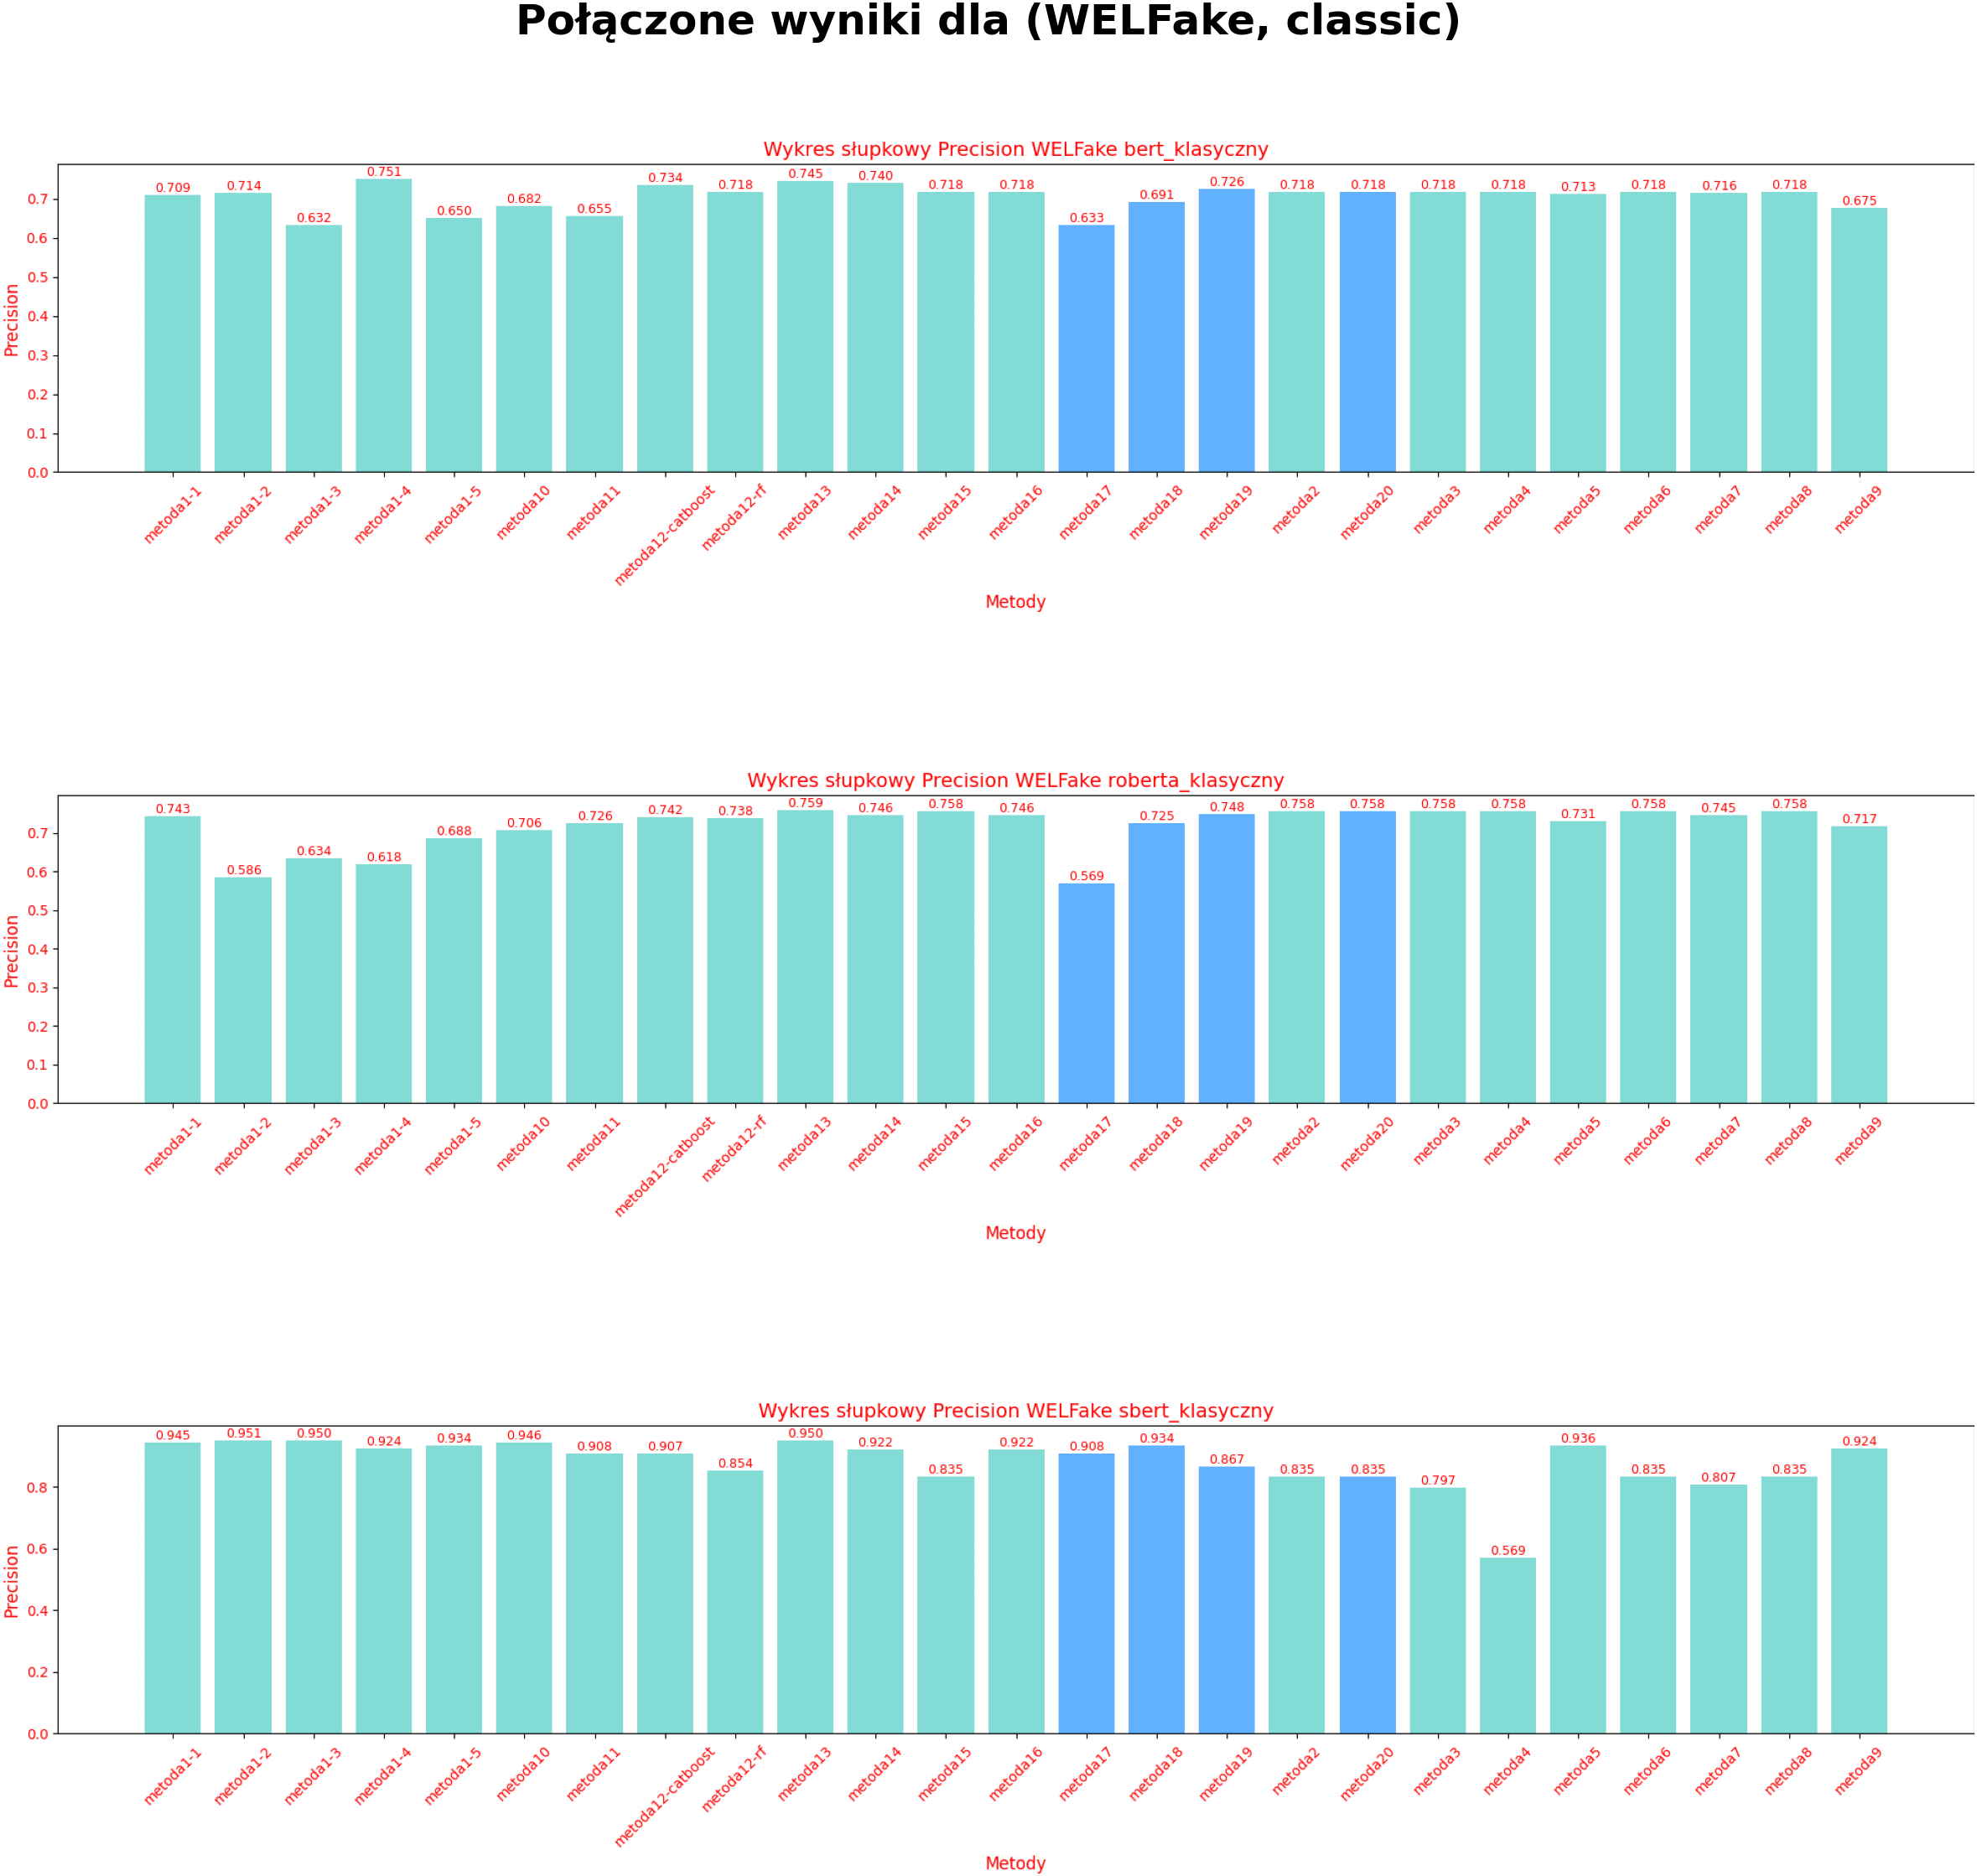 Połączone wyniki dla (WELFake, classic)
Wykres słupkowy Precision WELFake bert_klasyczny
0.709 0.714 0.632 0.751 0.650 0.682 0.655 0.734 0.718 0.745 0.740 0.718 0.718 0.633 0.691 0.726 0.718 0.718 0.718 0.718 0.713 0.718 0.716 0.718 0.675
0.7
0.6
0.5
0.4
0.3
0.2
0.1
0.0
Precision
metoda1-1 metoda1-2 metoda1-3 metoda1-4 metoda1-5 metoda10 metoda11 metoda12-catboost metoda12-rf metoda13 metoda14 metoda15 metoda16 metoda17 metoda18 metoda19 metoda2 metoda20 metoda3 metoda4 metoda5 metoda6 metoda7 metoda8 metoda9
Metody
Wykres słupkowy Precision WELFake roberta_klasyczny
0.743 0.586 0.634 0.618 0.688 0.706 0.726 0.742 0.738 0.759 0.746 0.758 0.746 0.569 0.725 0.748 0.758 0.758 0.758 0.758 0.731 0.758 0.745 0.758 0.717
0.7
0.6
0.5
0.4
0.3
0.2
0.1
0.0
Precision
metoda1-1 metoda1-2 metoda1-3 metoda1-4 metoda1-5 metoda10 metoda11 metoda12-catboost metoda12-rf metoda13 metoda14 metoda15 metoda16 metoda17 metoda18 metoda19 metoda2 metoda20 metoda3 metoda4 metoda5 metoda6 metoda7 metoda8 metoda9
Metody
Wykres słupkowy Precision WELFake sbert_klasyczny
0.945 0.951 0.950 0.924 0.934 0.946 0.908 0.907 0.854 0.950 0.922 0.835 0.922 0.908 0.934 0.867 0.835 0.835 0.797 0.569 0.936 0.835 0.807 0.835 0.924
0.8
0.6
0.4
0.2
0.0
Precision
metoda1-1 metoda1-2 metoda1-3 metoda1-4 metoda1-5 metoda10 metoda11 metoda12-catboost metoda12-rf metoda13 metoda14 metoda15 metoda16 metoda17 metoda18 metoda19 metoda2 metoda20 metoda3 metoda4 metoda5 metoda6 metoda7 metoda8 metoda9
Metody